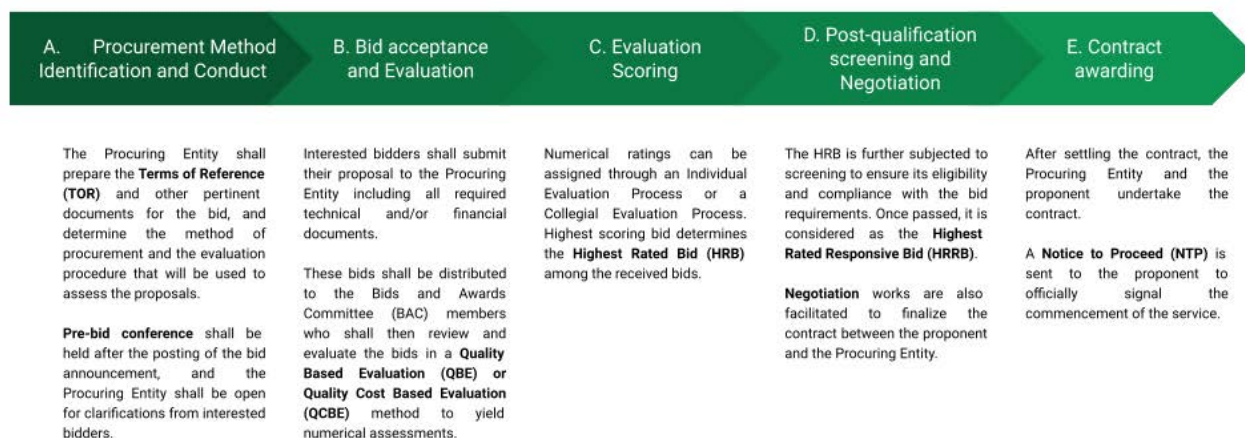 A. Procurement Method
Identification and Conduct
B. Bid acceptance
and Evaluation
C. Evaluation
Scoring
D. Post-qualification
screening and
Negotiation
E. Contract
awarding
The Procuring Entity shall
prepare the Terms of Reference
(TOR) and other pertinent
documents for the bid, and
determine the method of
procurement and the evaluation
procedure that will be used to
assess the proposals.
Pre-bid conference shall be
held after the posting of the bid
announcement, and the
Procuring Entity shall be open
for clarifications from interested
bidders.
Interested bidders shall submit
their proposal to the Procuring
Entity including all required
technical and/or financial
documents.
These bids shall be distributed
to the Bids and Awards
Committee (BAC) members
who shall then review and
evaluate the bids in a Quality
Based Evaluation (QBE) or
Quality Cost Based Evaluation
(QCBE) method to yield
numerical assessments.
Numerical ratings can be
assigned through an Individual
Evaluation Process or a
Collegial Evaluation Process.
Highest scoring bid determines
the Highest Rated Bid (HRB)
among the received bids.
The HRB is further subjected to
screening to ensure its eligibility
and compliance with the bid
requirements. Once passed, it is
considered as the Highest
Rated Responsive Bid (HRRB).
Negotiation works are also
facilitated to finalize the
contract between the proponent
and the Procuring Entity.
After settling the contract, the
Procuring Entity and the
proponent undertake the
contract.
A Notice to Proceed (NTP) is
sent to the proponent to
officially signal the
commencement of the service.